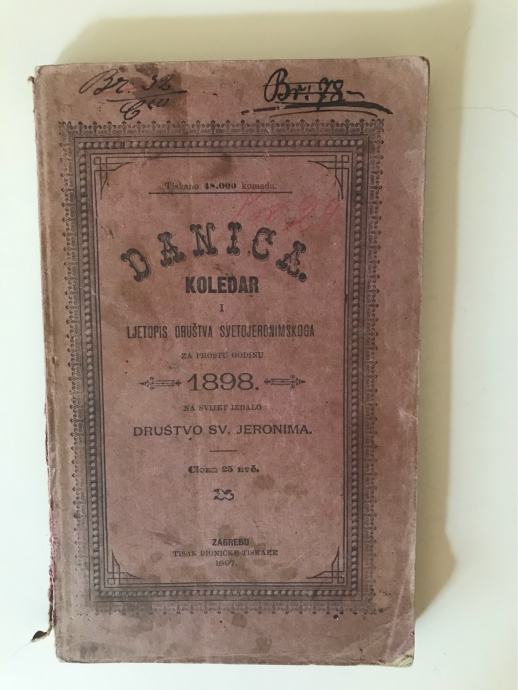 Br: 32
Br: 78
Tiskano 48.000 komada.
DANICA.
KOLEDAR
I
LJETOPIS DRUŠTVA SVETOJERONIMSKOGA
ZA PROSTU GODINU
1898.
NA SVIJET IZDALO
DRUŠTVO SV. JERONIMA.
Ciena 25 nvč.
ZAGREBU
TISAK DIONIČKE TISKARE
1897.